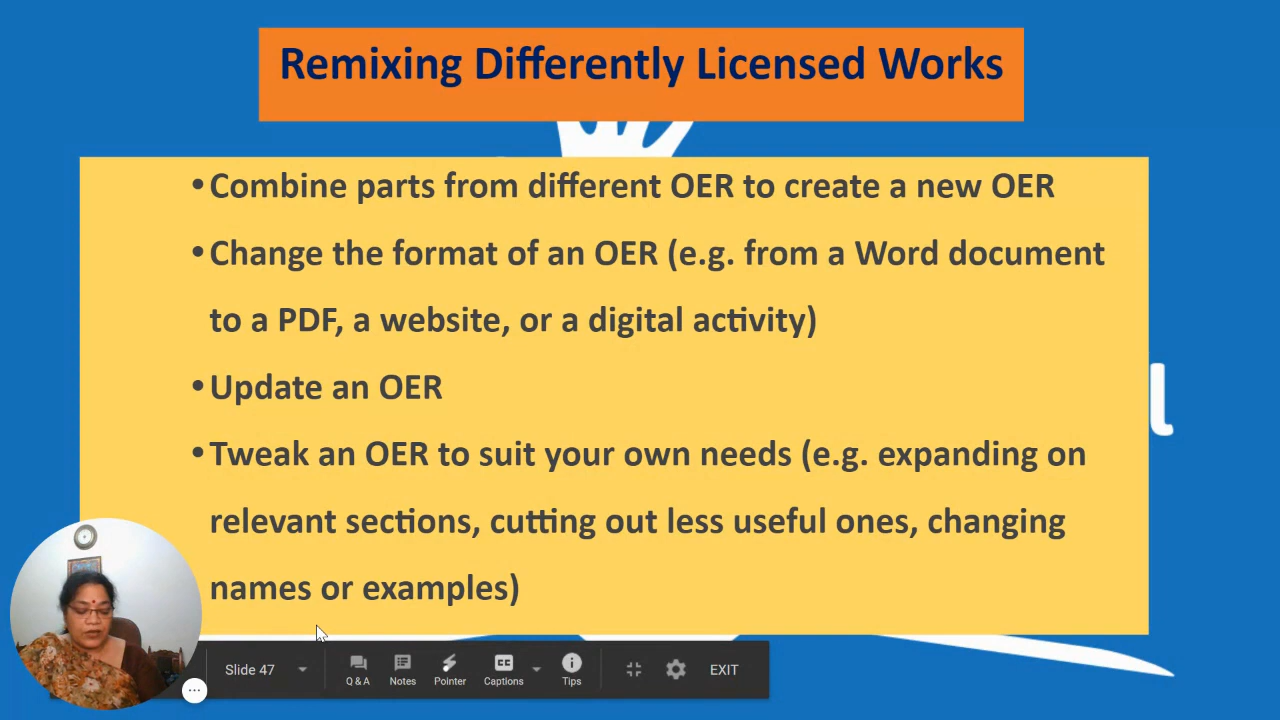 Remixing Differently Licensed Works
•Combine parts from different OER to create a new OER
•Change the format of an OER (e.g. from a Word document
to a PDF, a website, or a digital activity)
•Update an OER
•Tweak an OER to suit your own needs (e.g. expanding on
relevant sections, cutting out less useful ones, changing
names or examples)
Slide 47
Q & A
Notes
Pointer
CC
Captions
Tips
EXIT